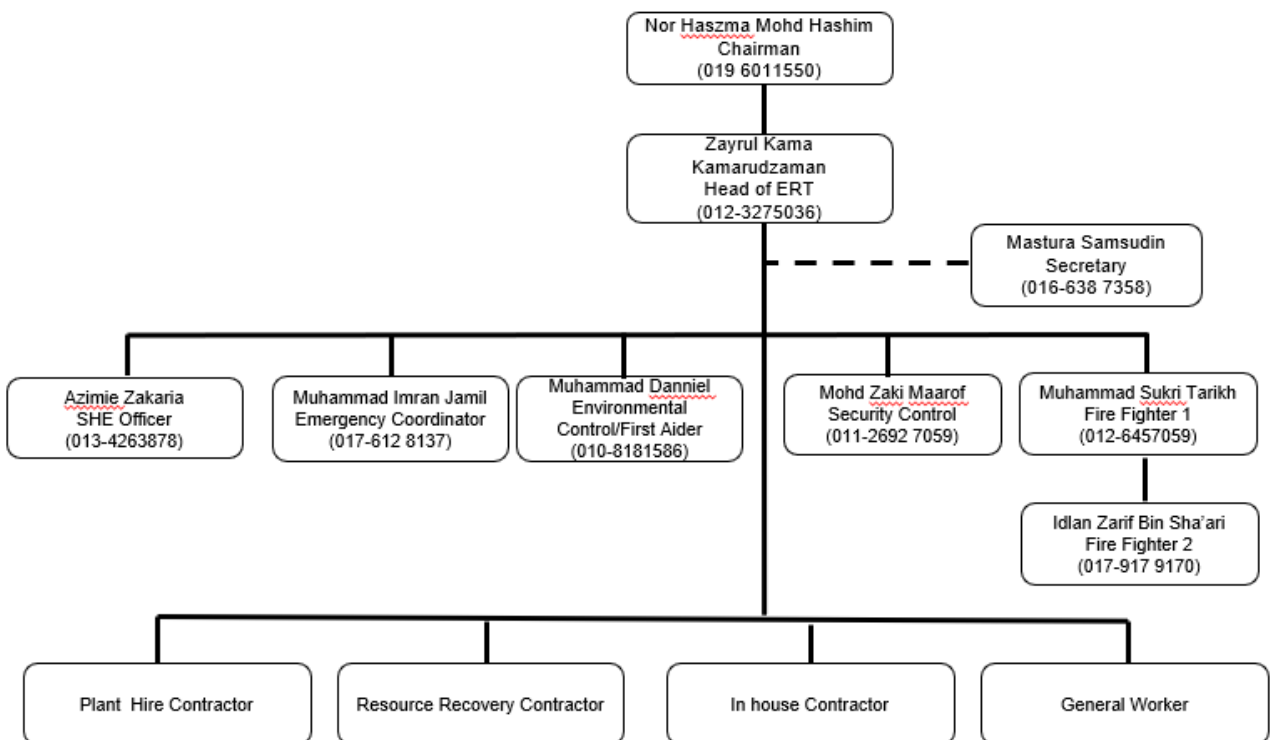 Nor Haszma Mohd Hashim
Chairman
(019 6011550)
Zayrul Kama
Kamarudzaman
Head of ERT
(012-3275036)
Mastura Samsudin
Secretary
(016-638 7358)
Azimie Zakaria
SHE Officer
(013-4263878)
Muhammad Imran Jamil
Emergency Coordinator
(017-612 8137)
Muhammad Danniel
Environmental
Control/First Aider
(010-8181586)
Mohd Zaki Maarof
Security Control
(011-2692 7059)
Muhammad Sukri Tarikh
Fire Fighter 1
(012-6457059)
Idlan Zarif Bin Sha’ari
Fire Fighter 2
(017-917 9170)
Plant  Hire Contractor
Resource Recovery Contractor
In house Contractor
General Worker